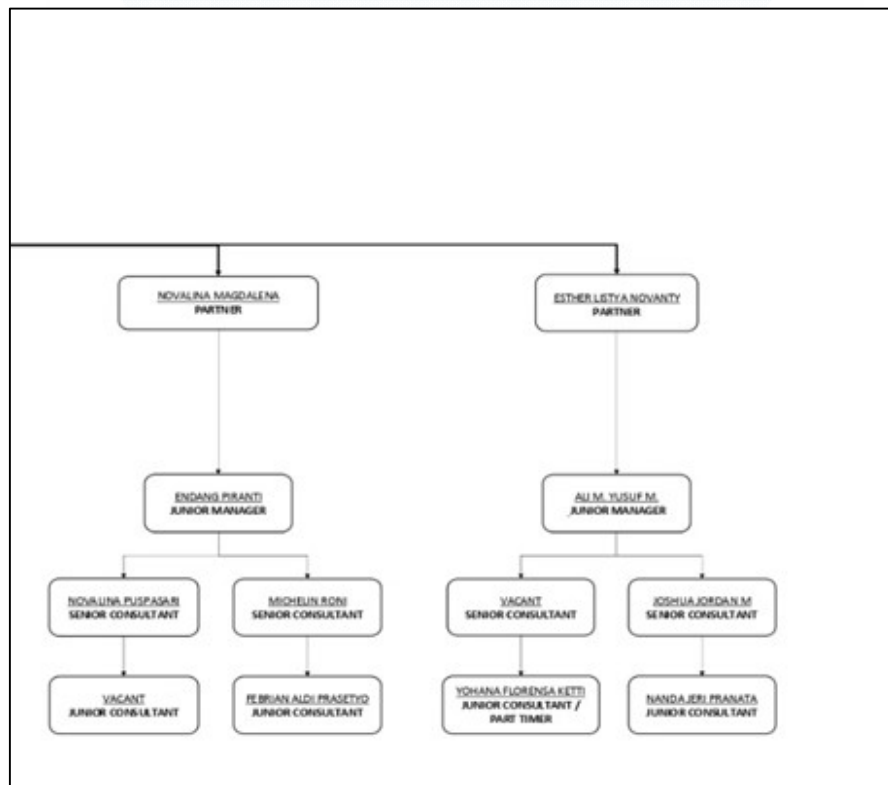 NOVALINA MAGDALENA
PARTNER
ESTHER LISTYA NOVANTY
PARTNER
ENDANG PIRANTI
JUNIOR MANAGER
ALI M. YUSUF M.
JUNIOR MANAGER
NOVALINA PUSPASARI
SENIOR CONSULTANT
MICHELIN RONI
SENIOR CONSULTANT
VACANT
SENIOR CONSULTANT
JOSHUA JORDAN M
SENIOR CONSULTANT
VACANT
JUNIOR CONSULTANT
FEBRIAN ALDI PRASETYO
JUNIOR CONSULTANT
YOHANA FLORENSA KETTI
JUNIOR CONSULTANT /
PART TIMER
NANDA JERI PRANATA
JUNIOR CONSULTANT